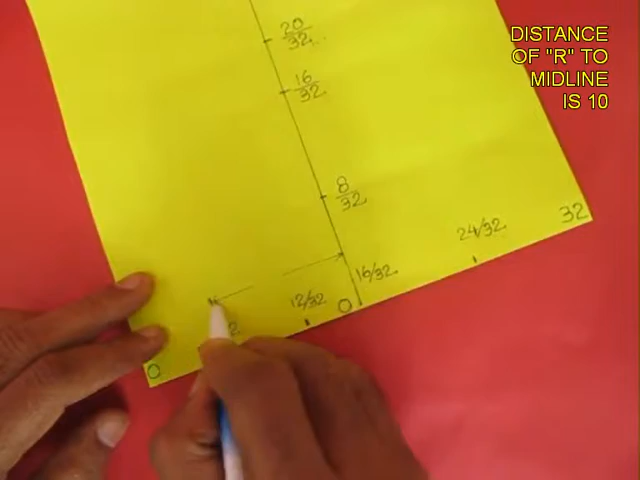 DISTANCE
OF "R" TO
MIDLINE
IS 10
20/32
16/32
8/32
32
24/32
16/32
12/32
0
2
0